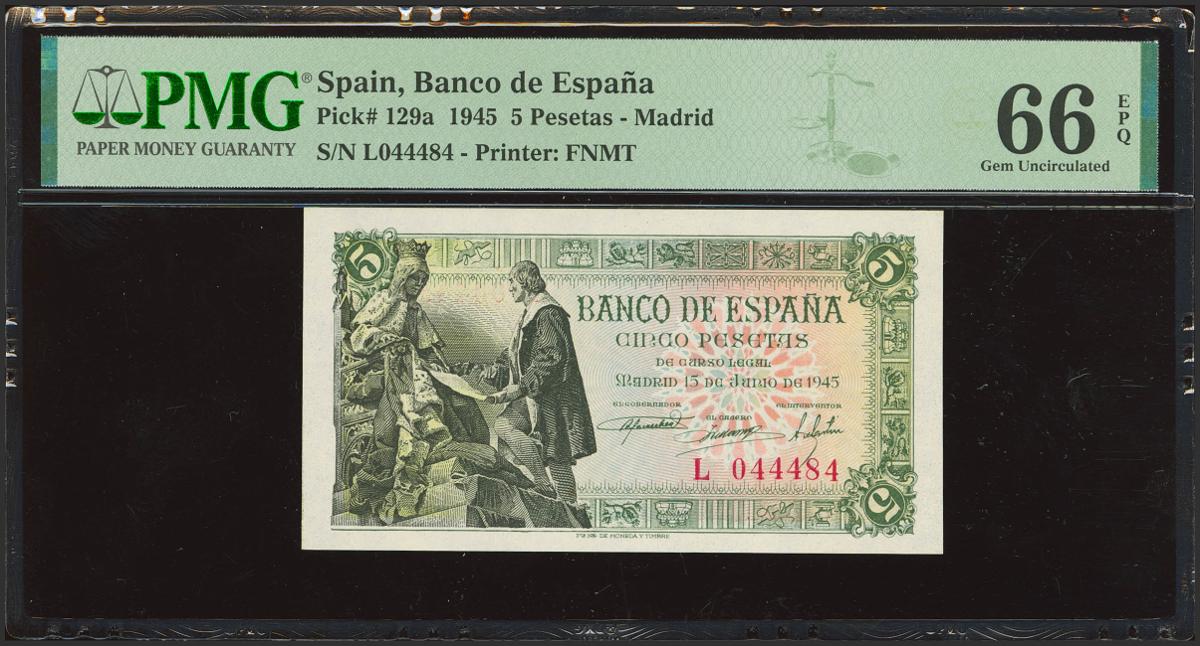 PMG®
PAPER MONEY GUARANTY
Spain, Banco de España
Pick# 129a 1945 5 Pesetas - Madrid
S/N L044484 - Printer: FNMT
66
EPQ
Gem Uncirculated
5
5
BANCO DE ESPAÑA
CINCO PESETAS
DE CURSO LEGAL
MADRID 15 DE JUNIO DE 1945
EL GOBERNADOR
EL CAJERO
EL INTERVENTOR
L 044484
5
DE MONEDA Y TIMBRE